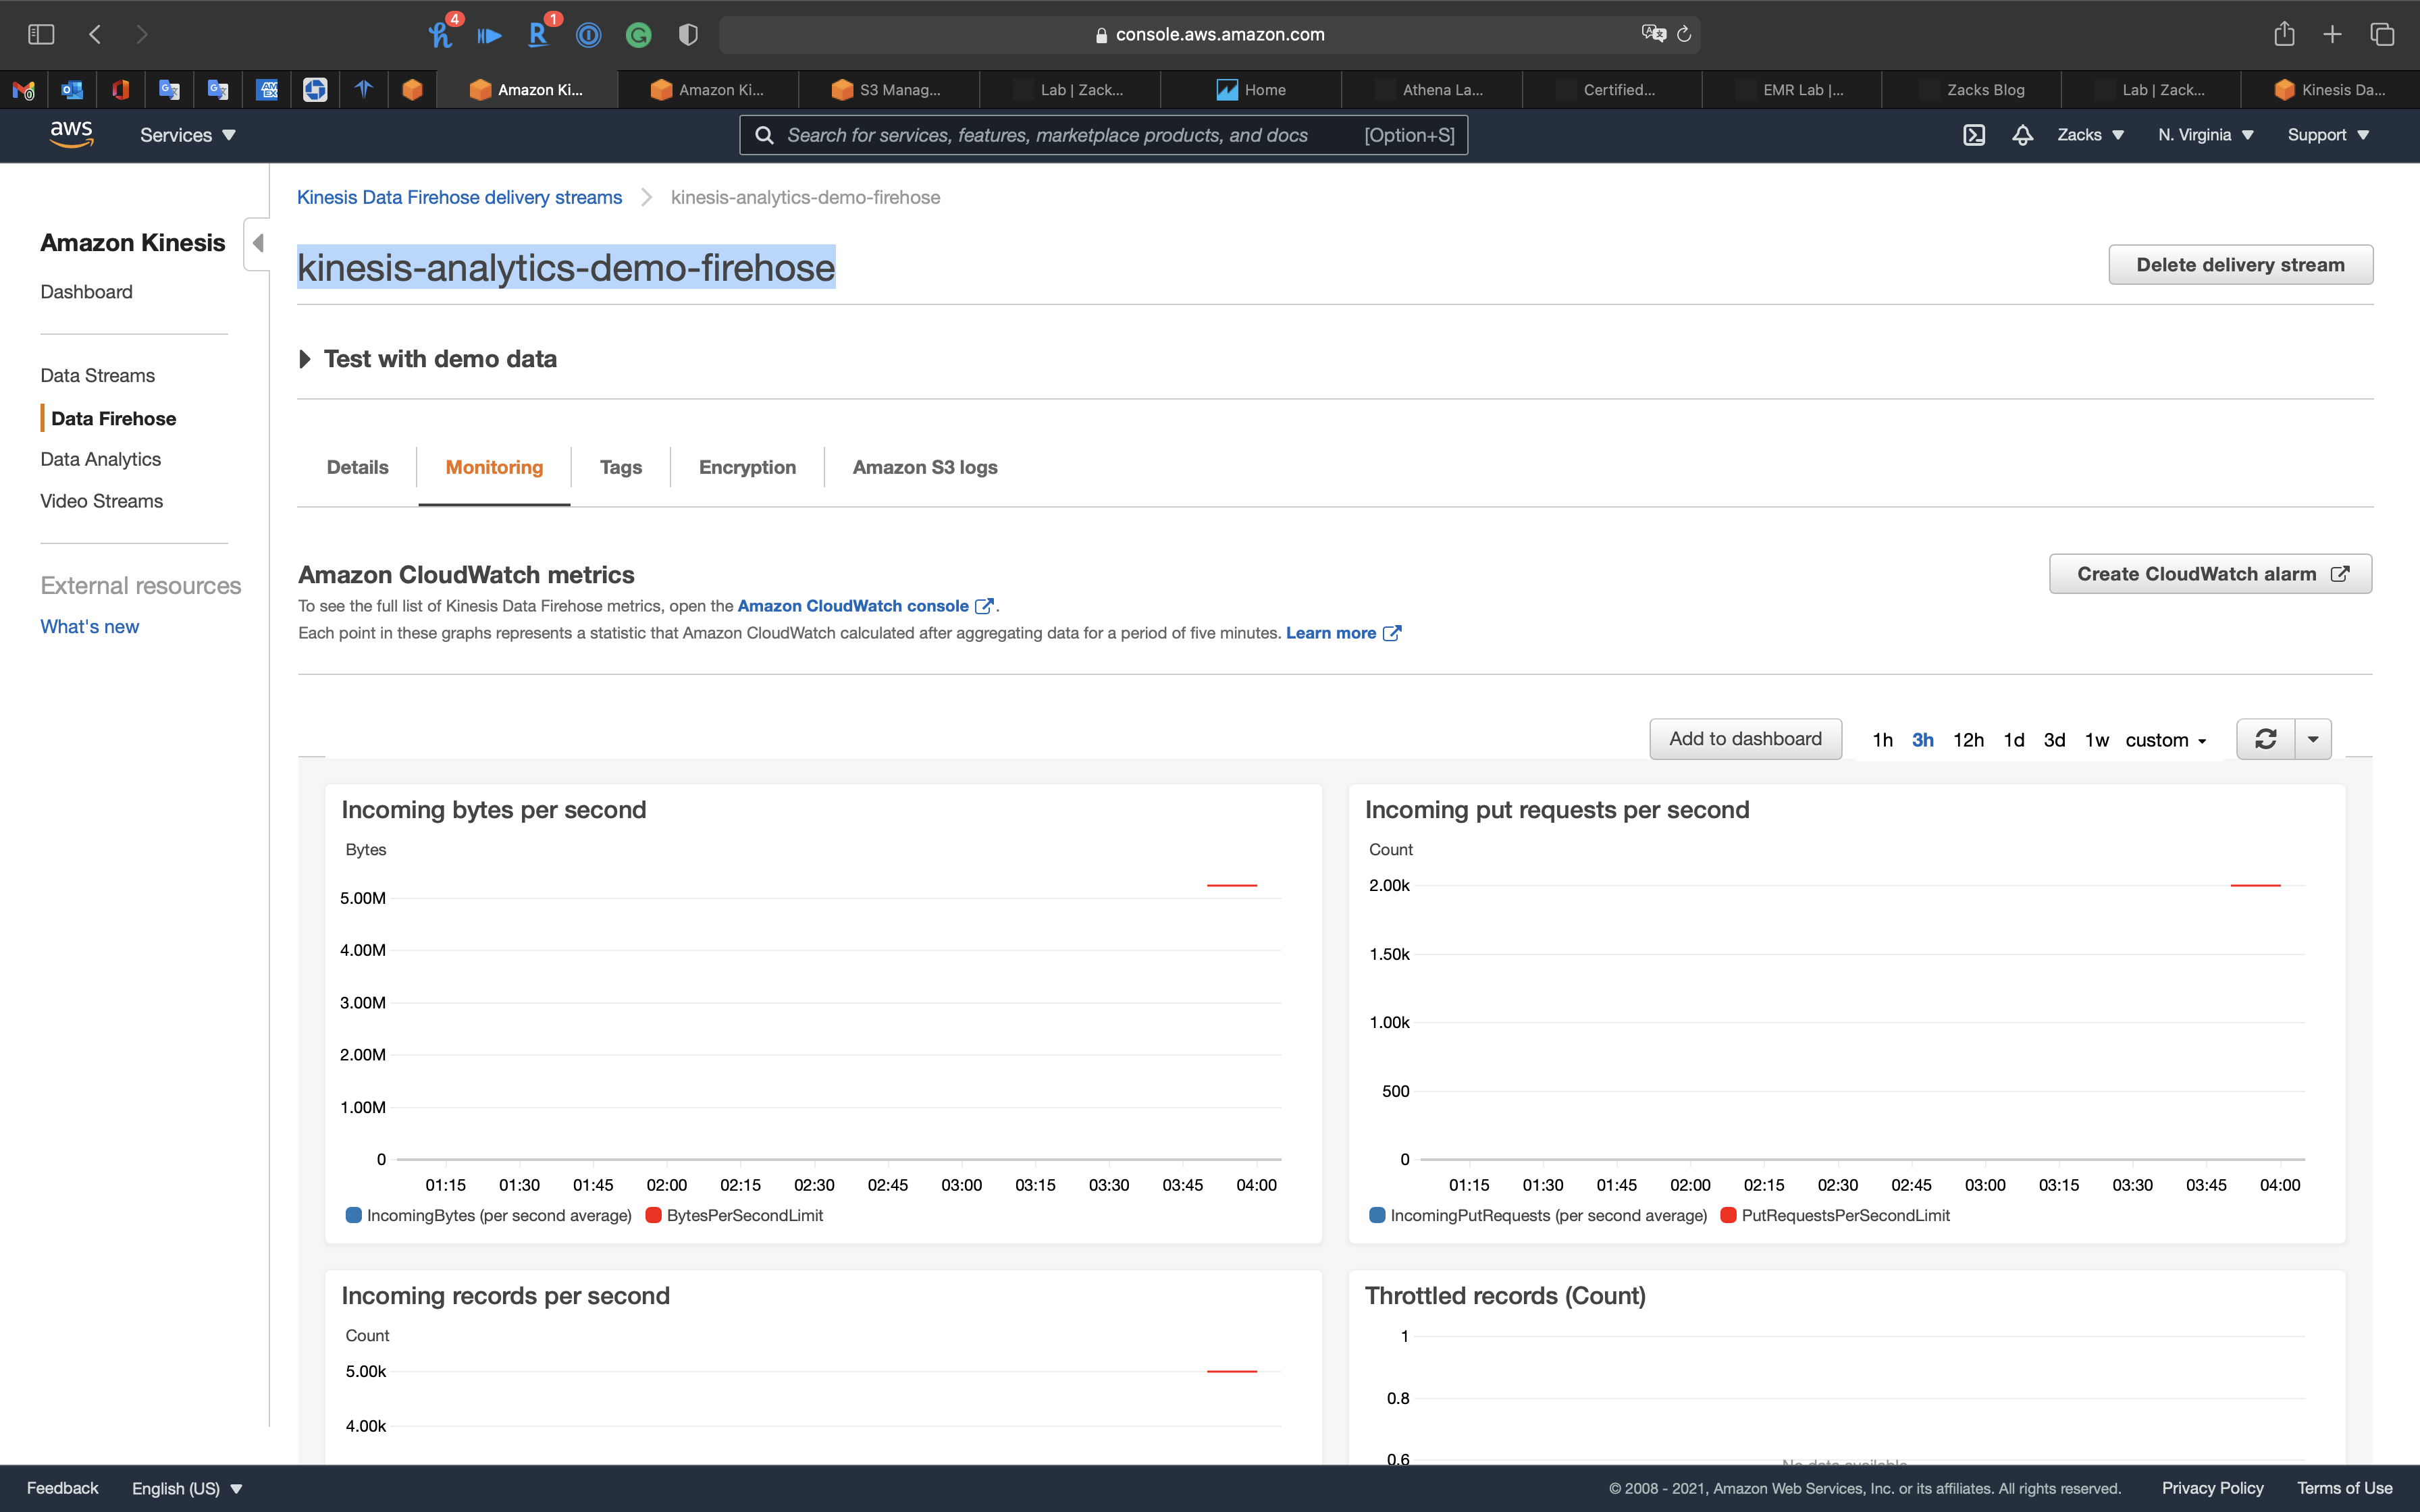 4
1
console.aws.amazon.com
Amazon Ki...
Amazon Ki...
S3 Manag...
Lab | Zack...
Home
Athena La...
Certified...
EMR Lab |...
Zacks Blog
Lab | Zack...
Kinesis Da...
aws
Services
Search for services, features, marketplace products, and docs
[Option+S]
Zacks
N. Virginia
Support
Kinesis Data Firehose delivery streams
kinesis-analytics-demo-firehose
Amazon Kinesis
Dashboard
Data Streams
Data Firehose
Data Analytics
Video Streams
External resources
What's new
kinesis-analytics-demo-firehose
Delete delivery stream
Test with demo data
Details
Monitoring
Tags
Encryption
Amazon S3 logs
Amazon CloudWatch metrics
Create CloudWatch alarm
To see the full list of Kinesis Data Firehose metrics, open the Amazon CloudWatch console.
Each point in these graphs represents a statistic that Amazon CloudWatch calculated after aggregating data for a period of five minutes. Learn more
Add to dashboard
1h 3h 12h 1d 3d 1w custom
Incoming bytes per second
Bytes
5.00M
4.00M
3.00M
2.00M
1.00M
0
01:15 01:30 01:45 02:00 02:15 02:30 02:45 03:00 03:15 03:30 03:45 04:00
IncomingBytes (per second average) BytesPerSecondLimit
Incoming put requests per second
Count
2.00k
1.50k
1.00k
500
0
01:15 01:30 01:45 02:00 02:15 02:30 02:45 03:00 03:15 03:30 03:45 04:00
IncomingPutRequests (per second average) PutRequestsPerSecondLimit
Incoming records per second
Count
5.00k
4.00k
Throttled records (Count)
1
0.8
0.6
No data available
Feedback
English (US)
© 2008 - 2021, Amazon Web Services, Inc. or its affiliates. All rights reserved.
Privacy Policy
Terms of Use